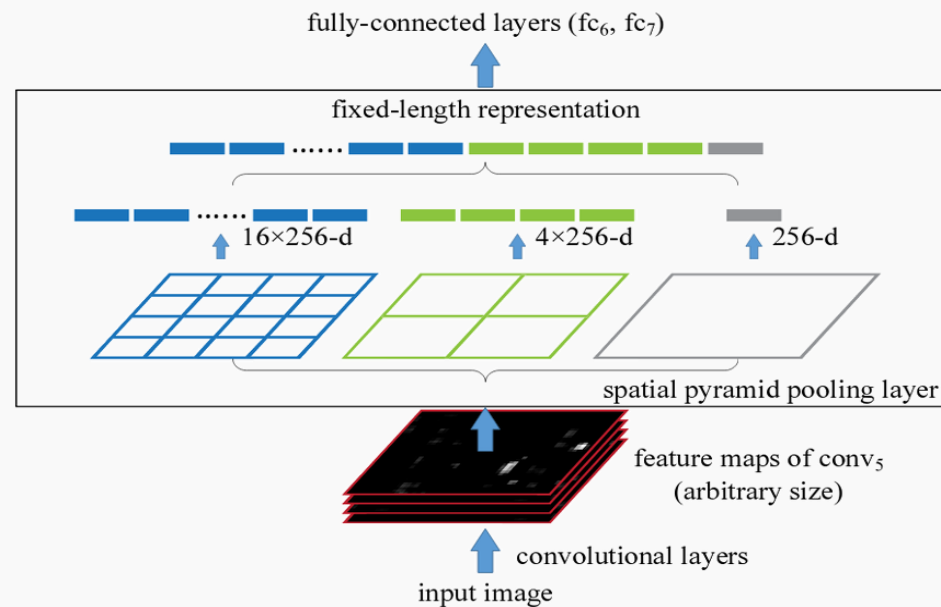 fully-connected layers (fc₆, fc₇)
fixed-length representation
......
......
16×256-d
4×256-d
256-d
spatial pyramid pooling layer
feature maps of conv₅
(arbitrary size)
convolutional layers
input image